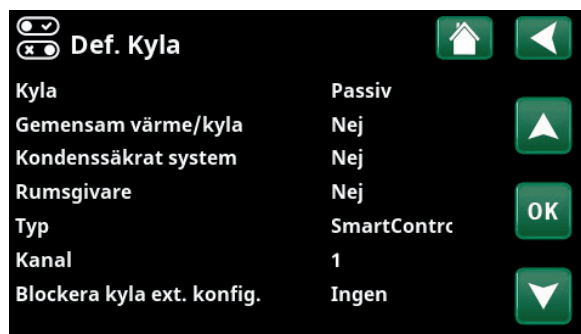 Def. Kyla
Kyla Passiv
Gemensam värme/kyla Nej
Kondenssäkrat system Nej
Rumsgivare Nej
OK
Typ SmartContrc
Kanal 1
Blockera kyla ext. konfig. Ingen